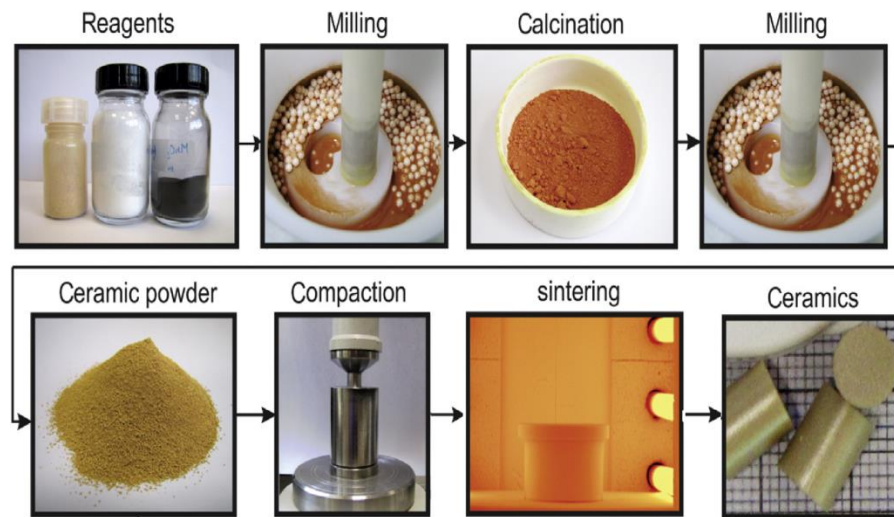 Reagents
Milling
Calcination
Milling
Ceramic powder
Compaction
sintering
Ceramics